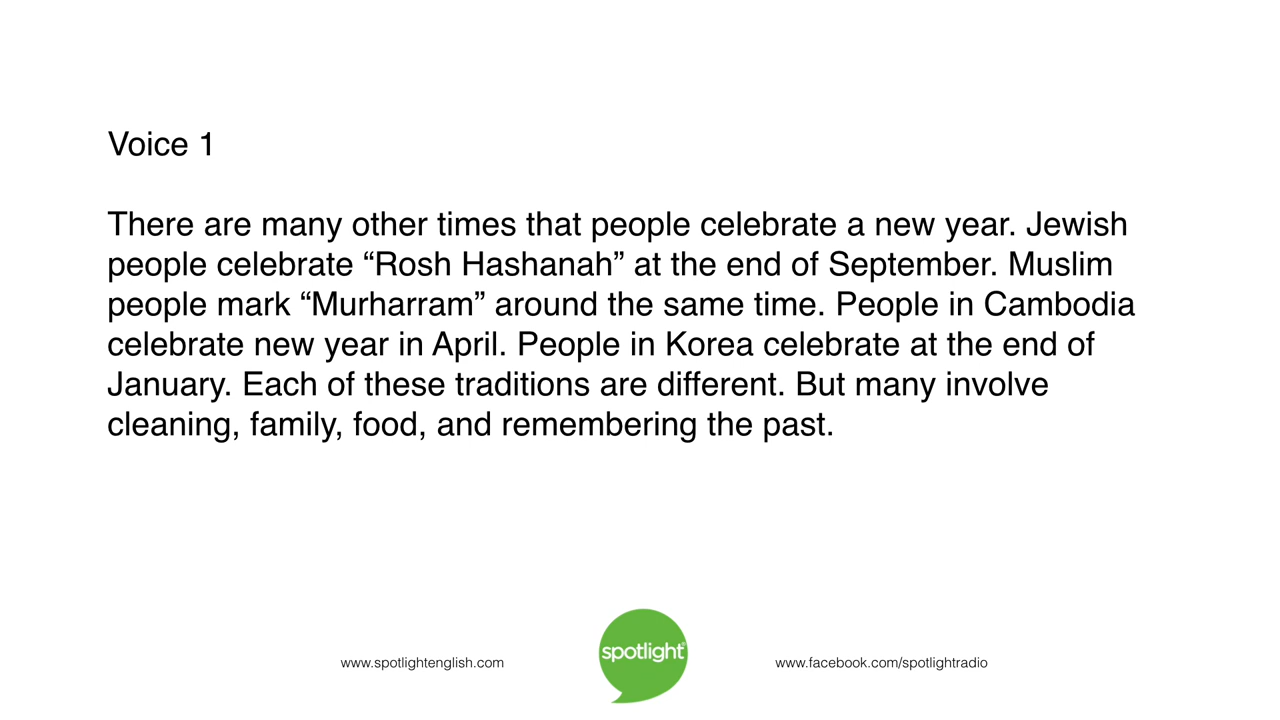 Voice 1
There are many other times that people celebrate a new year. Jewish
people celebrate “Rosh Hashanah” at the end of September. Muslim
people mark “Murharram” around the same time. People in Cambodia
celebrate new year in April. People in Korea celebrate at the end of
January. Each of these traditions are different. But many involve
cleaning, family, food, and remembering the past.
www.spotlightenglish.com
spotlight®
www.facebook.com/spotlightradio